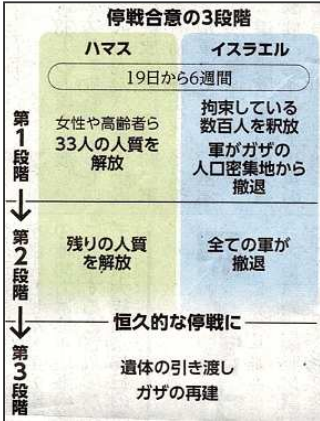 停戦合意の3段階
ハマス
イスラエル
19日から6週間
第1段階
女性や高齢者ら
33人の人質を
解放
拘束している
数百人を釈放
軍がガザの
人口密集地から
撤退
↓
第2段階
残りの人質
を解放
全ての軍が
撤退
↓
恒久的な停戦に
第3段階
遺体の引き渡し
ガザの再建